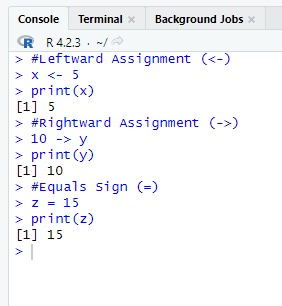 Console Terminal × Background Jobs ×
R 4.2.3 · ~/
> #Leftward Assignment (<-)
> x <- 5
> print(x)
[1] 5
> #Rightward Assignment (->)
> 10 -> y
> print(y)
[1] 10
> #Equals Sign (=)
> z = 15
> print(z)
[1] 15
>